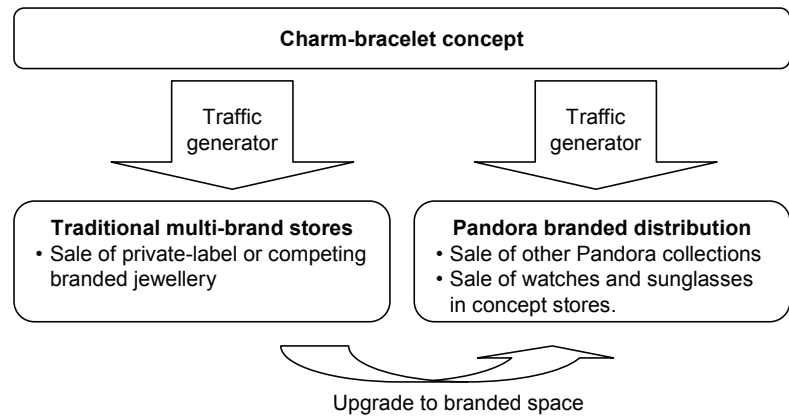 Charm-bracelet concept
Traffic
generator
Traffic
generator
Traditional multi-brand stores
• Sale of private-label or competing
branded jewellery
Pandora branded distribution
• Sale of other Pandora collections
• Sale of watches and sunglasses
in concept stores.
Upgrade to branded space